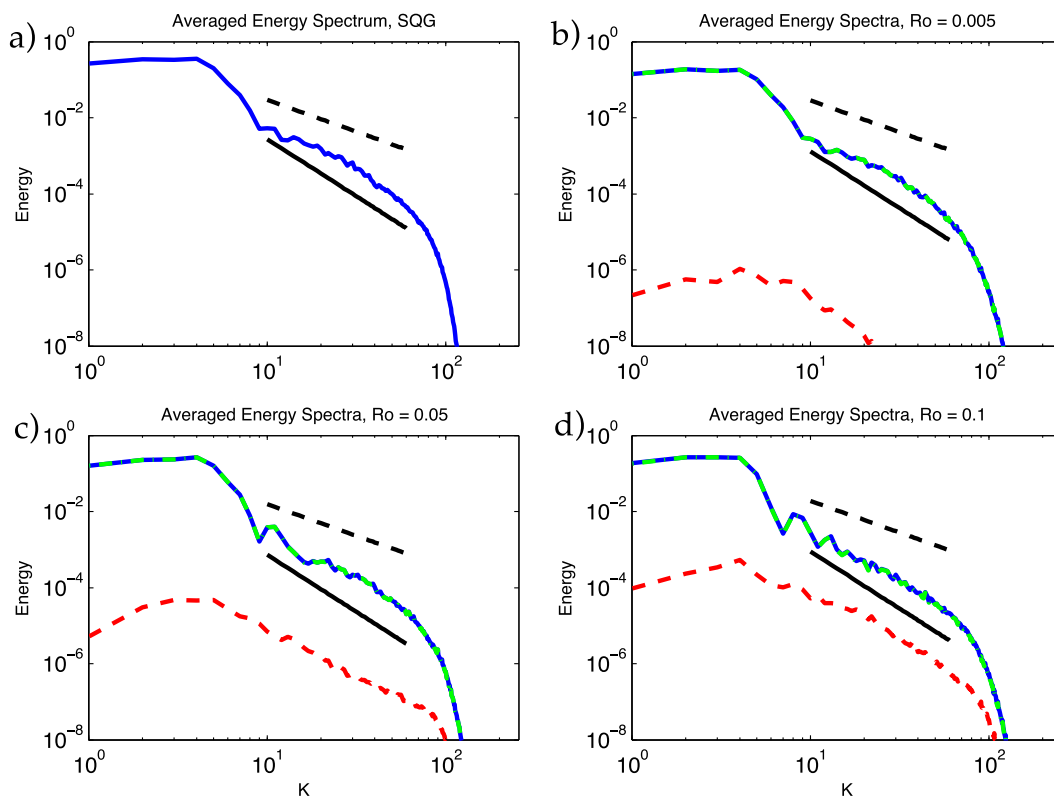 a)
Averaged Energy Spectrum, SQG
Energy
10^0
10^-2
10^-4
10^-6
10^-8
10^0
10^1
10^2
b)
Averaged Energy Spectra, Ro = 0.005
Energy
10^0
10^-2
10^-4
10^-6
10^-8
10^0
10^1
10^2
c)
Averaged Energy Spectra, Ro = 0.05
Energy
10^0
10^-2
10^-4
10^-6
10^-8
10^0
10^1
10^2
K
d)
Averaged Energy Spectra, Ro = 0.1
Energy
10^0
10^-2
10^-4
10^-6
10^-8
10^0
10^1
10^2
K